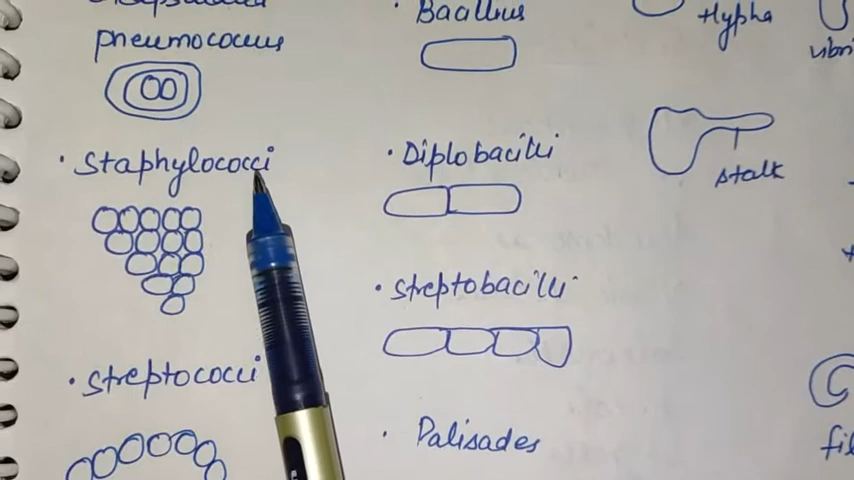 pneumococcus
• Staphylococci
• Streptococci
• Bacillus
• Diplobacilli
• Streptobacilli
• Palisades
Hypha
stalk